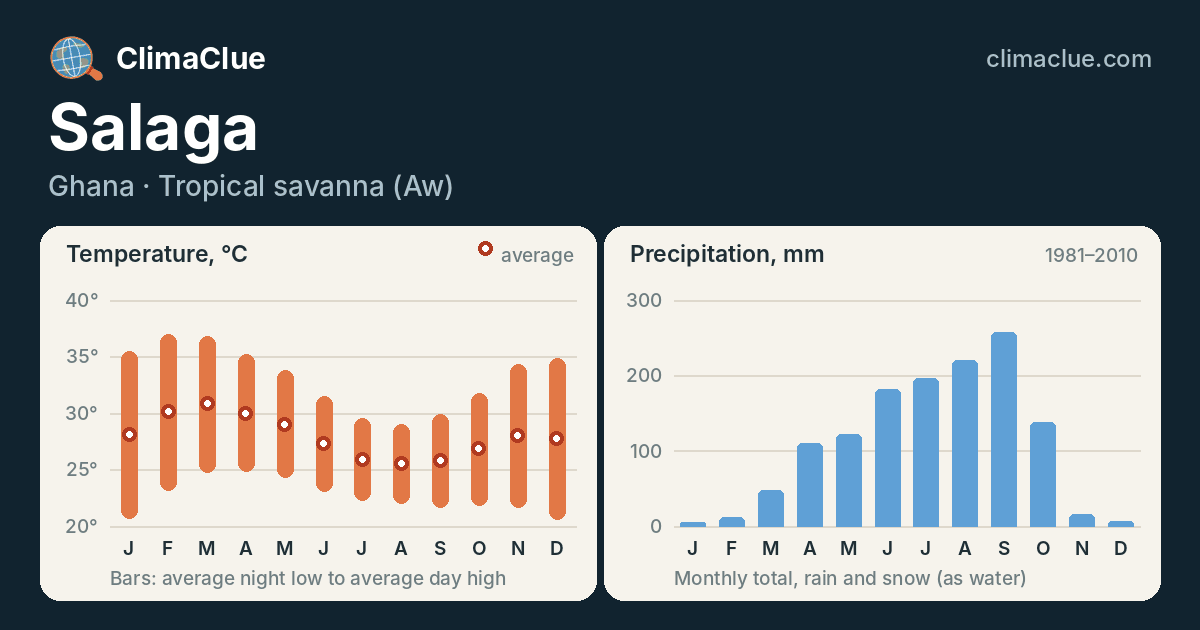 ClimaClue
climaclue.com
Salaga
Ghana · Tropical savanna (Aw)
Temperature, °C
average
40°
35°
30°
25°
20°
J F M A M J J A S O N D
Bars: average night low to average day high
Precipitation, mm
1981–2010
300
200
100
0
J F M A M J J A S O N D
Monthly total, rain and snow (as water)